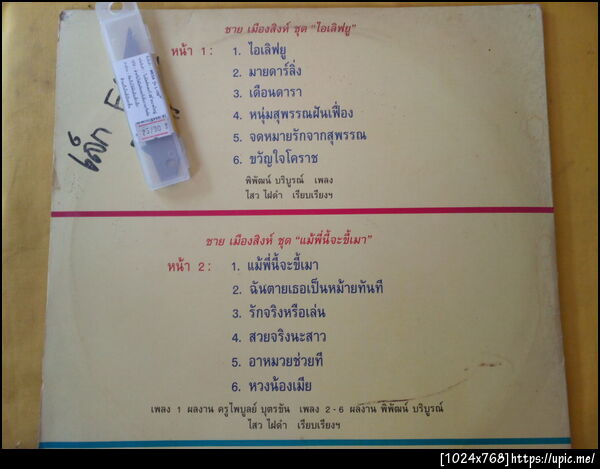 ชาย เมืองสิงห์ ชุด "ไอเลิฟยู"
หน้า 1: 1. ไอเลิฟยู
2. มายดาร์ลิ่ง
3. เดือนดารา
4. หนุ่มสุพรรณฝันเฟื่อง
5. จดหมายรักจากสุพรรณ
6. ขวัญใจโคราช
พิพัฒน์ บริบูรณ์ เพลง
ไสว ไฝดำ เรียบเรียงฯ
ชาย เมืองสิงห์ ชุด "แม้พี่นี้จะขี้เมา"
หน้า 2: 1. แม้พี่นี้จะขี้เมา
2. ฉันตายเธอเป็นหม้ายทันที
3. รักจริงหรือเล่น
4. สวยจริงนะสาว
5. อาหมวยช่วยที
6. หวงน้องเมีย
เพลง 1 ผลงาน ครูไพบูลย์ บุตรขัน เพลง 2-6 ผลงาน พิพัฒน์ บริบูรณ์
ไสว ไฝดำ เรียบเรียงฯ
[1024x768]https://upic.me/